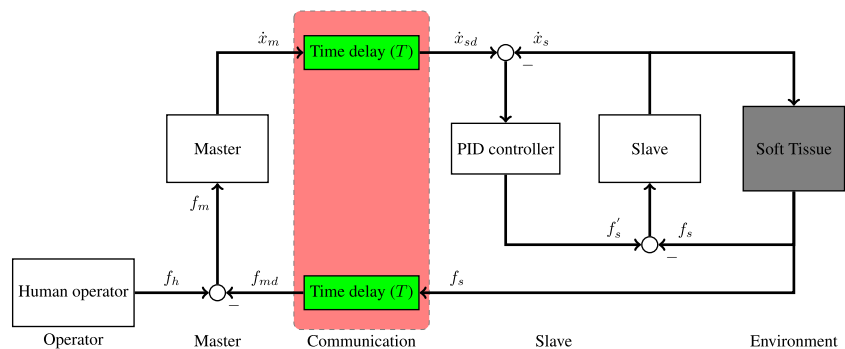 ẋₘ
Time delay (T)
ẋₛd
ẋₛ
−
Master
PID controller
Slave
Soft Tissue
fₘ
fₛ′
fₛ
−
Human operator
fₕ
fₘd
Time delay (T)
fₛ
−
Operator
Master
Communication
Slave
Environment